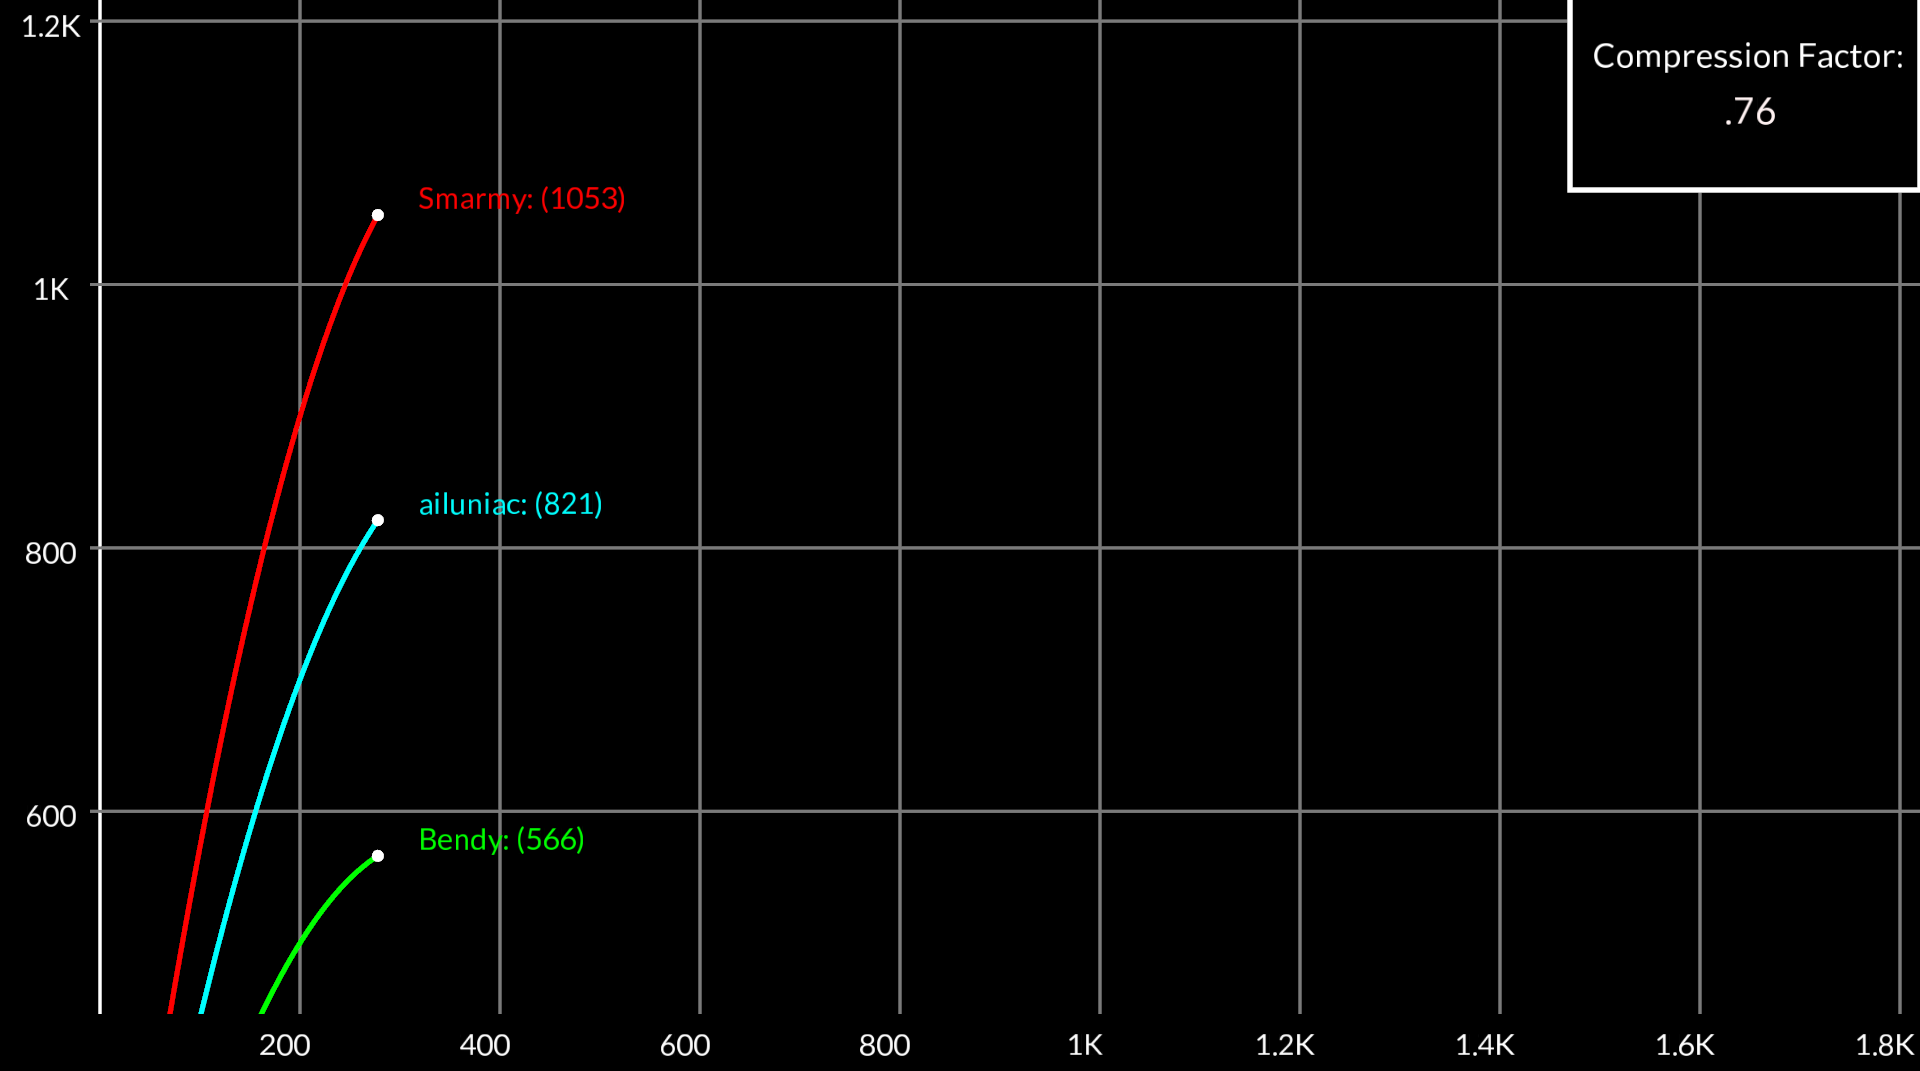 1.2K
Compression Factor:
.76
Smarmy: (1053)
1K
ailuniac: (821)
800
600
Bendy: (566)
200 400 600 800 1K 1.2K 1.4K 1.6K 1.8K